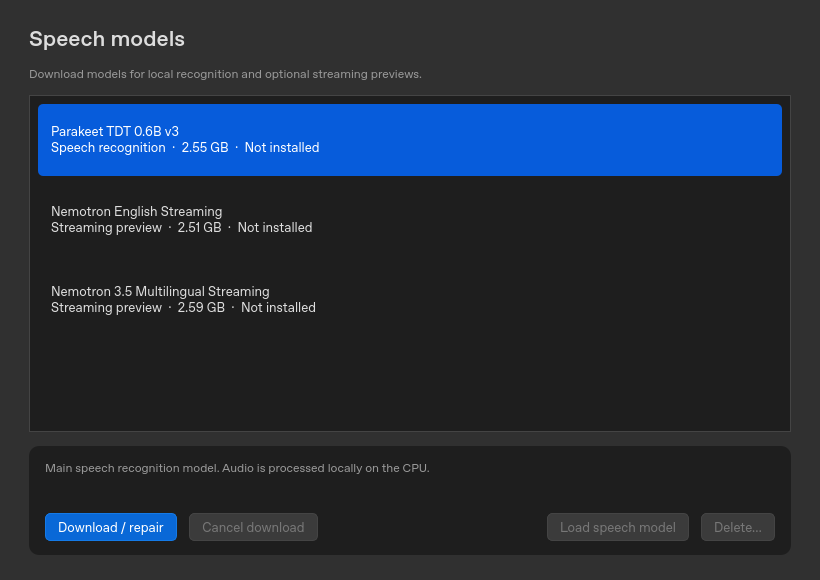 Speech models
Download models for local recognition and optional streaming previews.
Parakeet TDT 0.6B v3
Speech recognition · 2.55 GB · Not installed
Nemotron English Streaming
Streaming preview · 2.51 GB · Not installed
Nemotron 3.5 Multilingual Streaming
Streaming preview · 2.59 GB · Not installed
Main speech recognition model. Audio is processed locally on the CPU.
Download / repair
Cancel download
Load speech model
Delete...